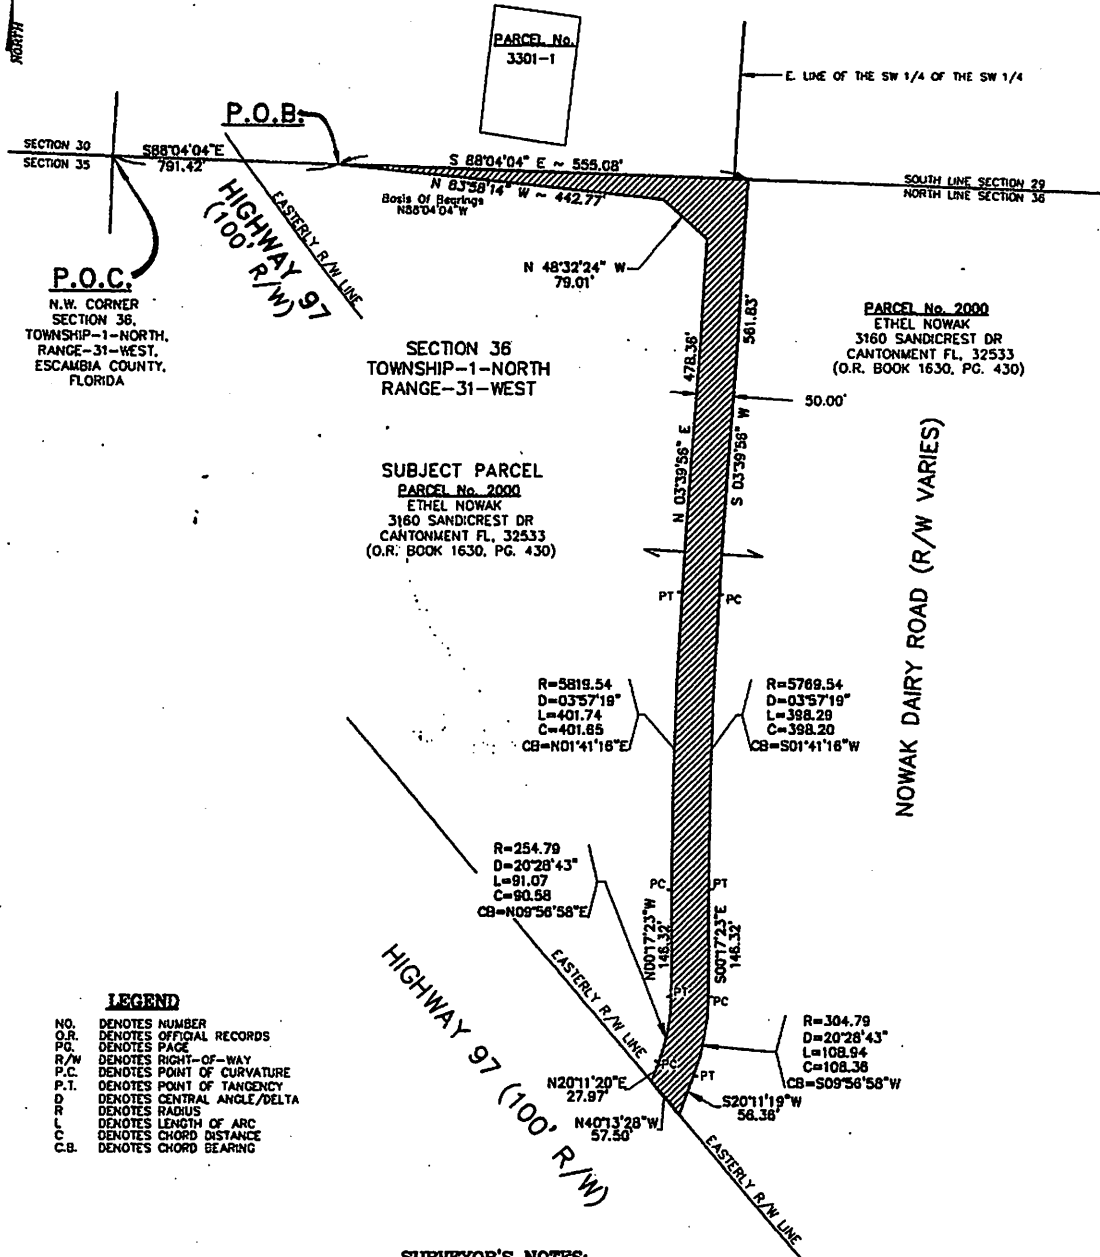 NORTH
PARCEL No.
3301-1
E. LINE OF THE SW 1/4 OF THE SW 1/4
P.O.B.
SECTION 30
SECTION 35
S88°04'04"E
791.42'
S 88°04'04" E ~ 555.08'
N 83°58'14" W ~ 442.77'
Basis Of Bearings
N88°04'04"W
SOUTH LINE SECTION 29
NORTH LINE SECTION 36
EASTERLY R/W LINE
HIGHWAY 97
(100' R/W)
P.O.C.
N.W. CORNER
SECTION 36,
TOWNSHIP-1-NORTH,
RANGE-31-WEST,
ESCAMBIA COUNTY,
FLORIDA
N 48°32'24" W
79.01'
SECTION 36
TOWNSHIP-1-NORTH
RANGE-31-WEST
478.36'
561.83'
PARCEL No. 2000
ETHEL NOWAK
3160 SANDICREST DR
CANTONMENT FL, 32533
(O.R. BOOK 1630, PG. 430)
50.00'
N 03°39'56" E
S 03°39'56" W
SUBJECT PARCEL
PARCEL No. 2000
ETHEL NOWAK
3160 SANDICREST DR
CANTONMENT FL, 32533
(O.R. BOOK 1630, PG. 430)
NOWAK DAIRY ROAD (R/W VARIES)
PT
PC
R=5819.54
D=03°57'19"
L=401.74
C=401.65
CB=N01°41'16"E
R=5769.54
D=03°57'19"
L=398.29
C=398.20
CB=S01°41'16"W
R=254.79
D=20°28'43"
L=91.07
C=90.58
CB=N09°56'58"E
PC
PT
N00°17'23"W
146.32'
S00°17'23"E
146.32'
PT
PC
EASTERLY R/W LINE
HIGHWAY 97 (100' R/W)
R=304.79
D=20°28'43"
L=108.94
C=108.36
CB=S09°56'58"W
PC
PT
N20°11'20"E
27.97'
S20°11'19"W
56.36'
N40°13'28"W
57.50'
EASTERLY R/W LINE
LEGEND
NO. DENOTES NUMBER
O.R. DENOTES OFFICIAL RECORDS
PG. DENOTES PAGE
R/W DENOTES RIGHT-OF-WAY
P.C. DENOTES POINT OF CURVATURE
P.T. DENOTES POINT OF TANGENCY
D DENOTES CENTRAL ANGLE/DELTA
R DENOTES RADIUS
L DENOTES LENGTH OF ARC
C DENOTES CHORD DISTANCE
C.B. DENOTES CHORD BEARING
SURVEYOR'S NOTES: